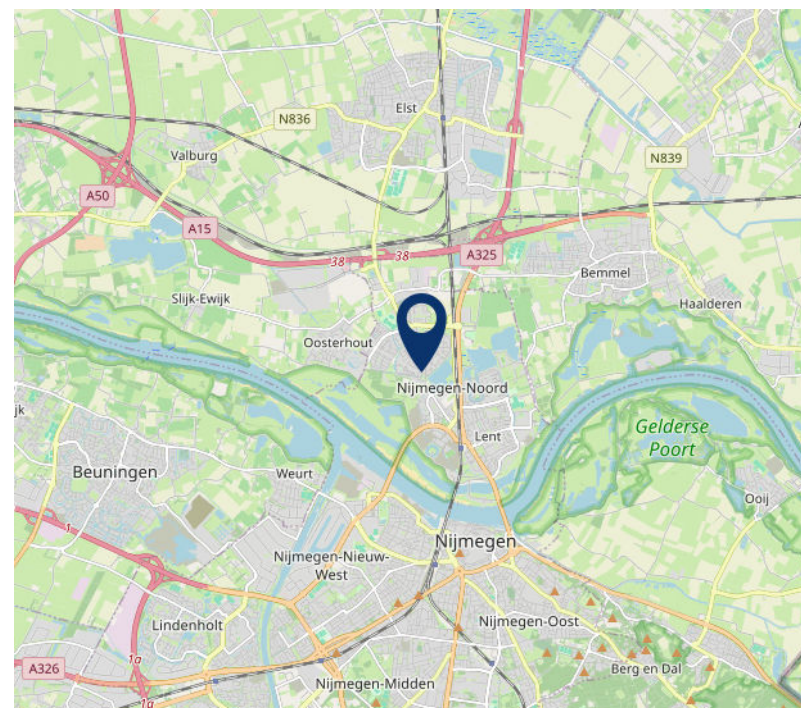 Elst
N836
Valburg
N839
A50
A15
38
38
A325
Bemmel
Slijk-Ewijk
Haalderen
Oosterhout
Nijmegen-Noord
Lent
Gelderse
Poort
jk
Beuningen
Weurt
Ooij
1
Nijmegen
Nijmegen-Nieuw-
West
Lindenholt
Nijmegen-Oost
1a
A326
Berg en Dal
Nijmegen-Midden
1a